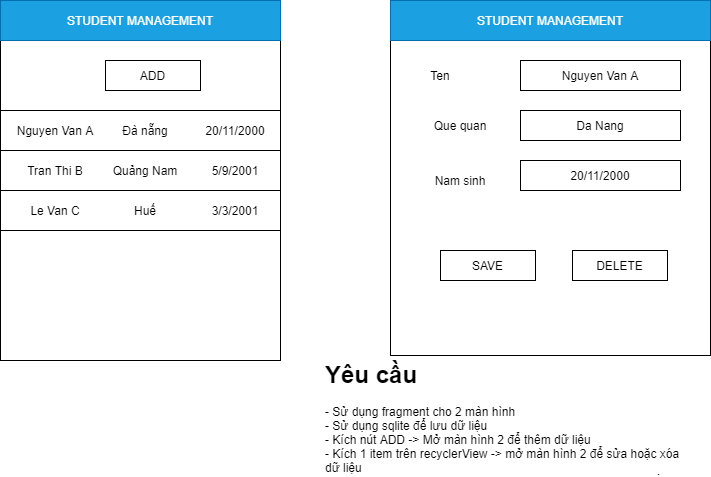 STUDENT MANAGEMENT
ADD
Nguyen Van A Đà nẵng 20/11/2000
Tran Thi B Quảng Nam 5/9/2001
Le Van C Huế 3/3/2001
STUDENT MANAGEMENT
Ten Nguyen Van A
Que quan Da Nang
Nam sinh 20/11/2000
SAVE DELETE
Yêu cầu
- Sử dụng fragment cho 2 màn hình
- Sử dụng sqlite để lưu dữ liệu
- Kích nút ADD -> Mở màn hình 2 để thêm dữ liệu
- Kích 1 item trên recyclerView -> mở màn hình 2 để sửa hoặc xóa
dữ liệu